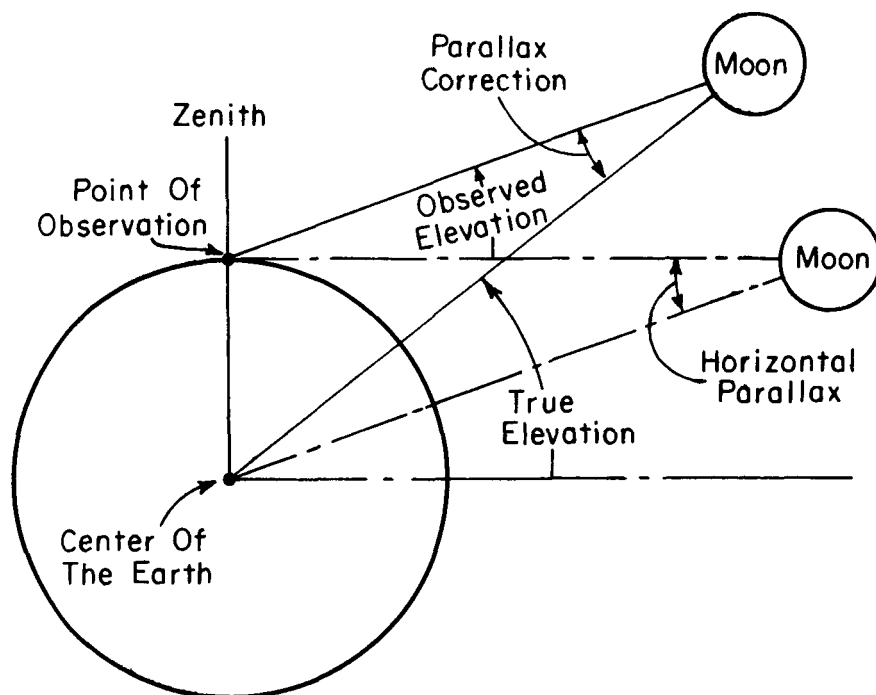 Parallax
Correction
Moon
Zenith
Point Of
Observation
Observed
Elevation
Moon
Horizontal
Parallax
True
Elevation
Center Of
The Earth